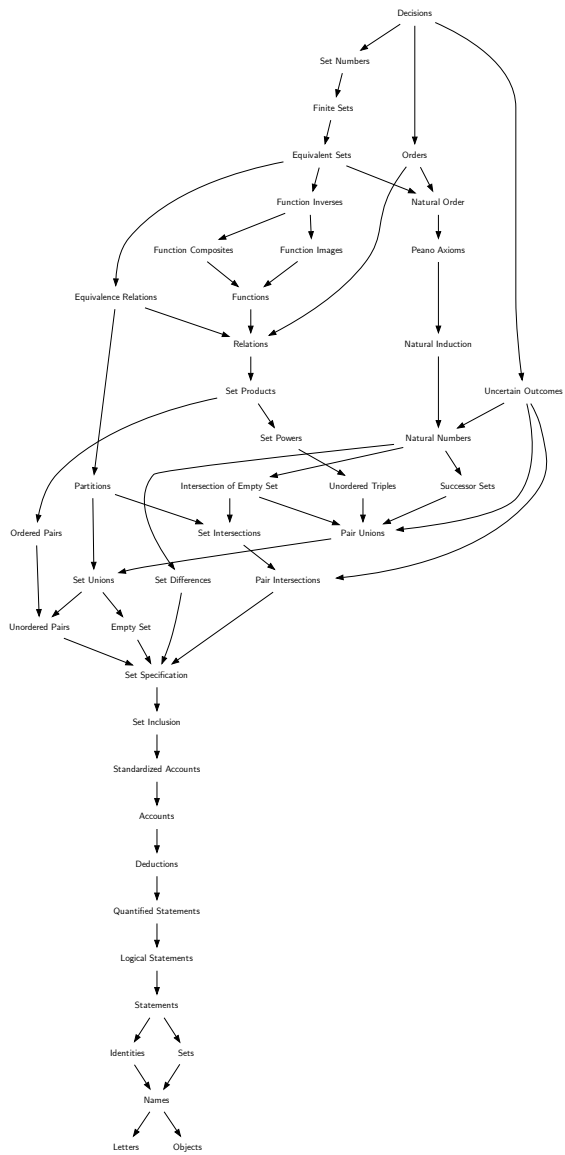 Decisions
Set Numbers
Finite Sets
Equivalent Sets
Orders
Function Inverses
Natural Order
Function Composites
Function Images
Peano Axioms
Equivalence Relations
Functions
Relations
Natural Induction
Set Products
Uncertain Outcomes
Set Powers
Natural Numbers
Partitions
Intersection of Empty Set
Unordered Triples
Successor Sets
Ordered Pairs
Set Intersections
Pair Unions
Set Unions
Set Differences
Pair Intersections
Unordered Pairs
Empty Set
Set Specification
Set Inclusion
Standardized Accounts
Accounts
Deductions
Quantified Statements
Logical Statements
Statements
Identities
Sets
Names
Letters
Objects